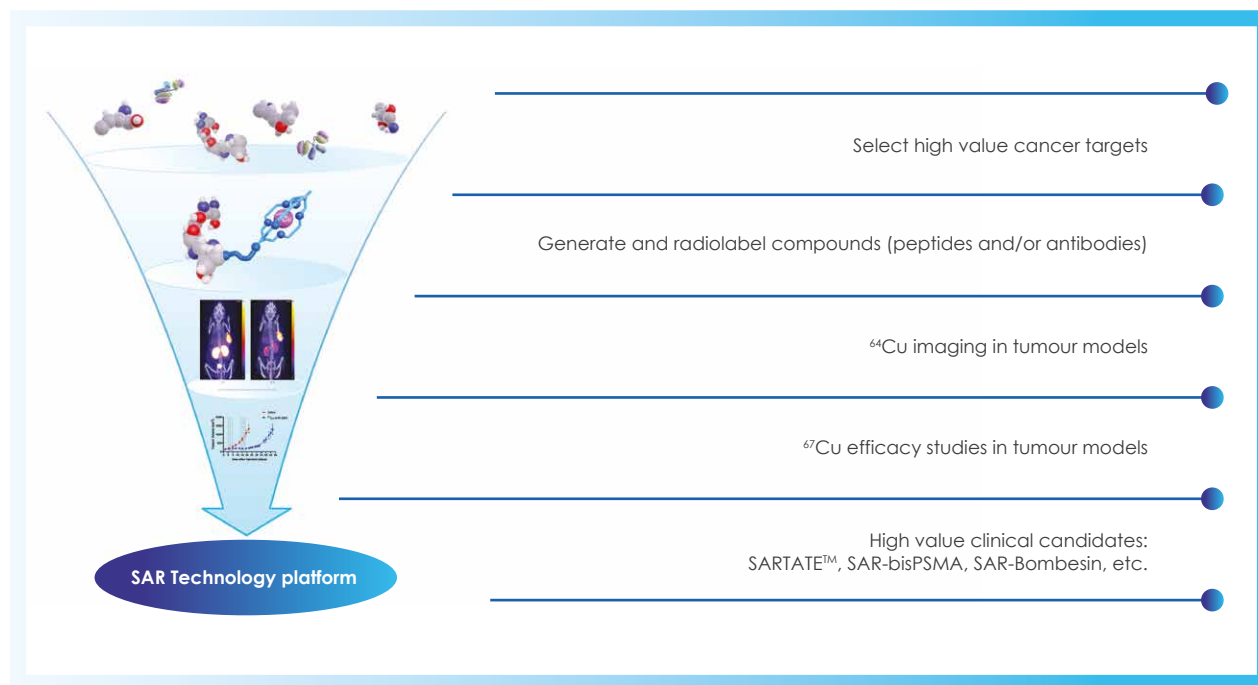 Select high value cancer targets
Generate and radiolabel compounds (peptides and/or antibodies)
⁶⁴Cu imaging in tumour models
⁶⁷Cu efficacy studies in tumour models
High value clinical candidates:
SARTATE™, SAR-bisPSMA, SAR-Bombesin, etc.
SAR Technology platform